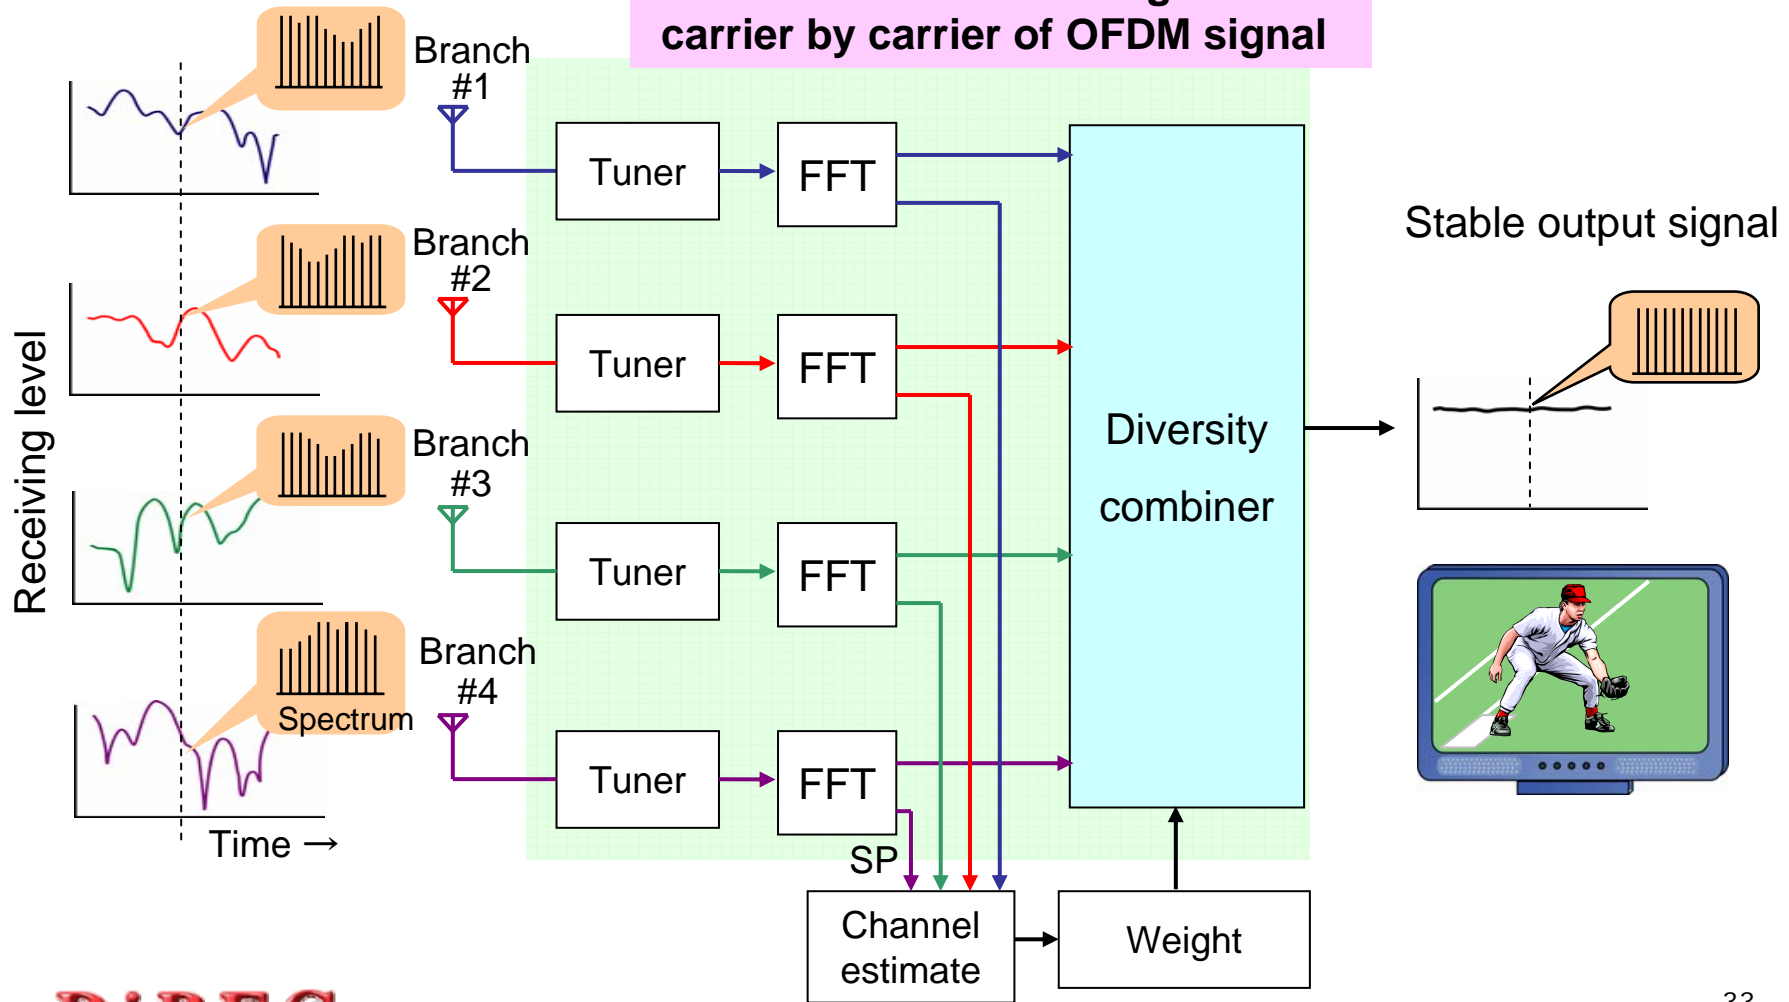 carrier by carrier of OFDM signal
Branch
#1
Tuner
FFT
Branch
#2
Tuner
FFT
Branch
#3
Tuner
FFT
Branch
#4
Tuner
FFT
Spectrum
Receiving level
Time →
SP
Diversity
combiner
Channel
estimate
Weight
Stable output signal